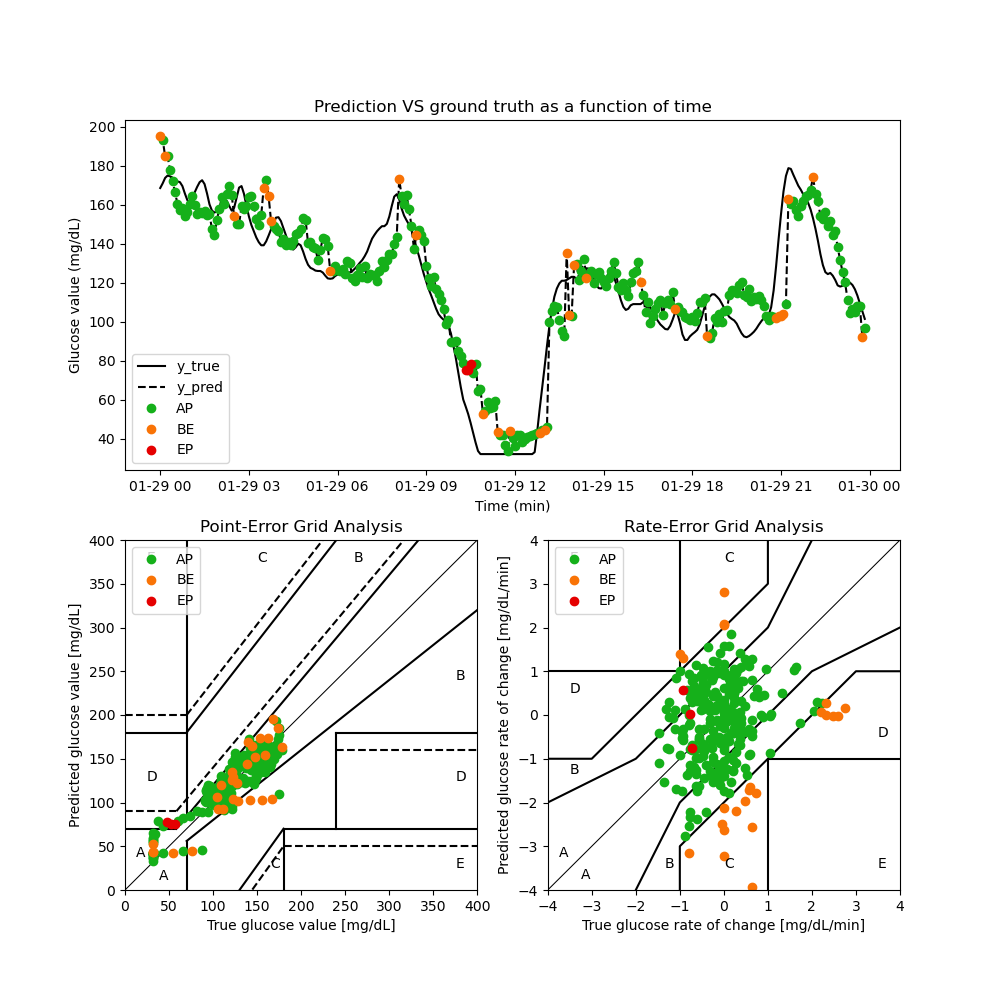 Prediction VS ground truth as a function of time
Glucose value (mg/dL)
200
180
160
140
120
100
80
60
40
y_true
y_pred
AP
BE
EP
01-29 00 01-29 03 01-29 06 01-29 09 01-29 12 01-29 15 01-29 18 01-29 21 01-30 00
Time (min)
Point-Error Grid Analysis
Predicted glucose value [mg/dL]
400
350
300
250
200
150
100
50
0
AP
BE
EP
C
B
B
D
D
A
A
C
E
0 50 100 150 200 250 300 350 400
True glucose value [mg/dL]
Rate-Error Grid Analysis
Predicted glucose rate of change [mg/dL/min]
4
3
2
1
0
−1
−2
−3
−4
AP
BE
EP
C
D
D
B
A
A
B
C
E
−4 −3 −2 −1 0 1 2 3 4
True glucose rate of change [mg/dL/min]